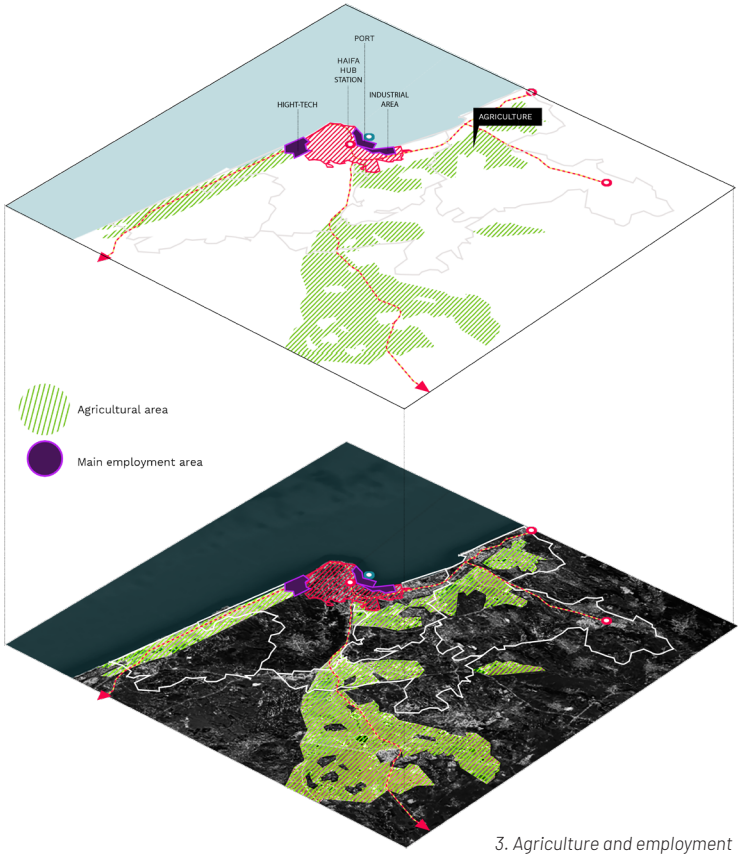 PORT
HAIFA
HUB
STATION
HIGHT-TECH
INDUSTRIAL
AREA
AGRICULTURE
Agricultural area
Main employment area
3. Agriculture and employment